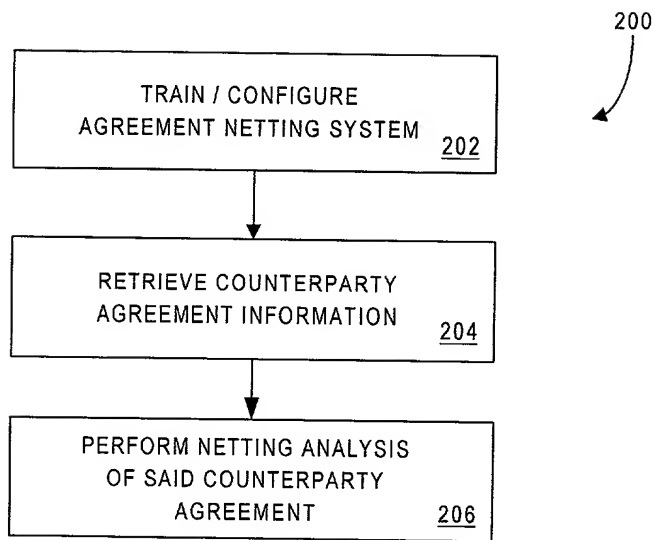 200
TRAIN / CONFIGURE
AGREEMENT NETTING SYSTEM
202
RETRIEVE COUNTERPARTY
AGREEMENT INFORMATION
204
PERFORM NETTING ANALYSIS
OF SAID COUNTERPARTY
AGREEMENT
206